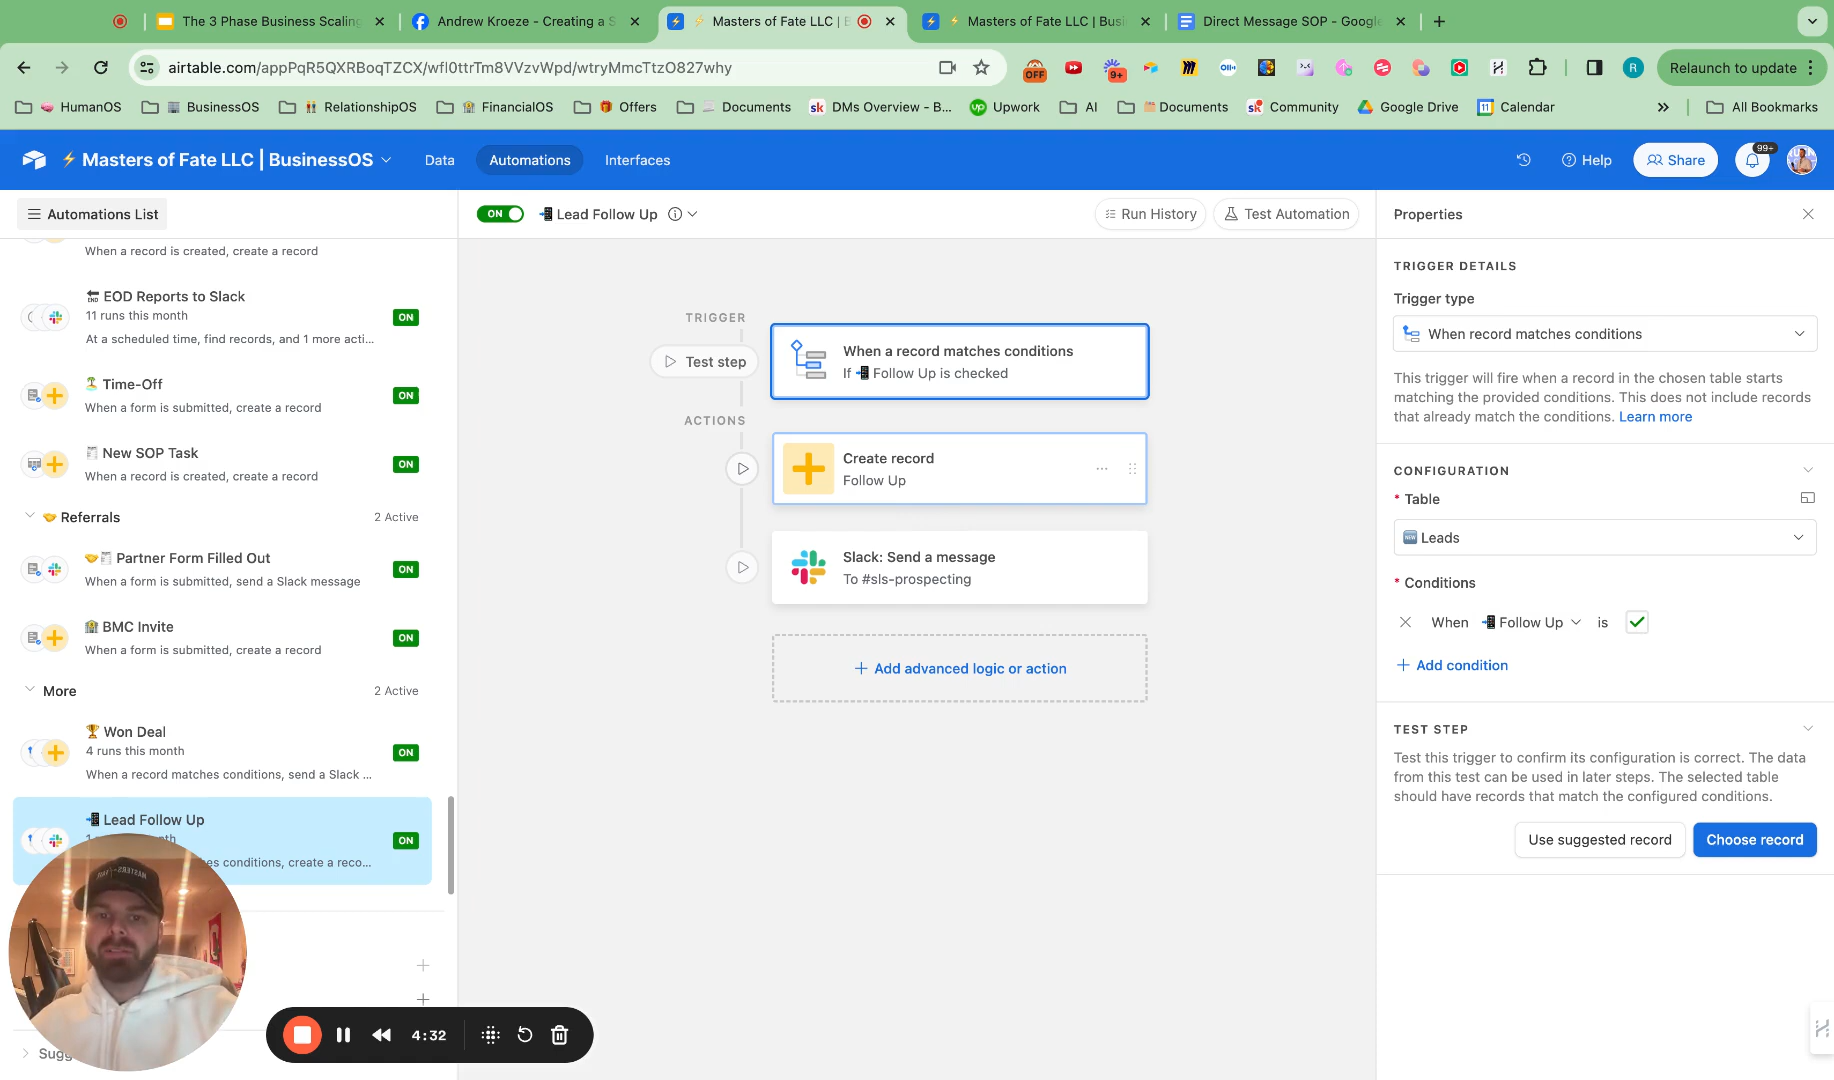 The 3 Phase Business Scaling
Andrew Kroeze - Creating a S
Masters of Fate LLC | B
Masters of Fate LLC | Busi
Direct Message SOP - Google
airtable.com/appPqR5QXRBoqTZCX/wfl0ttrTm8VVzvWpd/wtryMmcTtzO827why
OFF
9+
R
Relaunch to update
HumanOS
BusinessOS
RelationshipOS
FinancialOS
Offers
Documents
sk DMs Overview - B...
up Upwork
AI
Documents
sk Community
Google Drive
Calendar
All Bookmarks
Masters of Fate LLC | BusinessOS
Data
Automations
Interfaces
Help
Share
99+
Automations List
ON
Lead Follow Up
Run History
Test Automation
Properties
When a record is created, create a record
EOD Reports to Slack
11 runs this month
ON
At a scheduled time, find records, and 1 more acti...
Time-Off
When a form is submitted, create a record
ON
New SOP Task
When a record is created, create a record
ON
Referrals
2 Active
Partner Form Filled Out
When a form is submitted, send a Slack message
ON
BMC Invite
When a form is submitted, create a record
ON
More
2 Active
Won Deal
4 runs this month
ON
When a record matches conditions, send a Slack ...
Lead Follow Up
ON
conditions, create a reco...
4:32
TRIGGER
Test step
When a record matches conditions
If Follow Up is checked
ACTIONS
Create record
Follow Up
Slack: Send a message
To #sls-prospecting
+ Add advanced logic or action
TRIGGER DETAILS
Trigger type
When record matches conditions
This trigger will fire when a record in the chosen table starts
matching the provided conditions. This does not include records
that already match the conditions. Learn more
CONFIGURATION
* Table
Leads
* Conditions
When Follow Up is
+ Add condition
TEST STEP
Test this trigger to confirm its configuration is correct. The data
from this test can be used in later steps. The selected table
should have records that match the configured conditions.
Use suggested record
Choose record